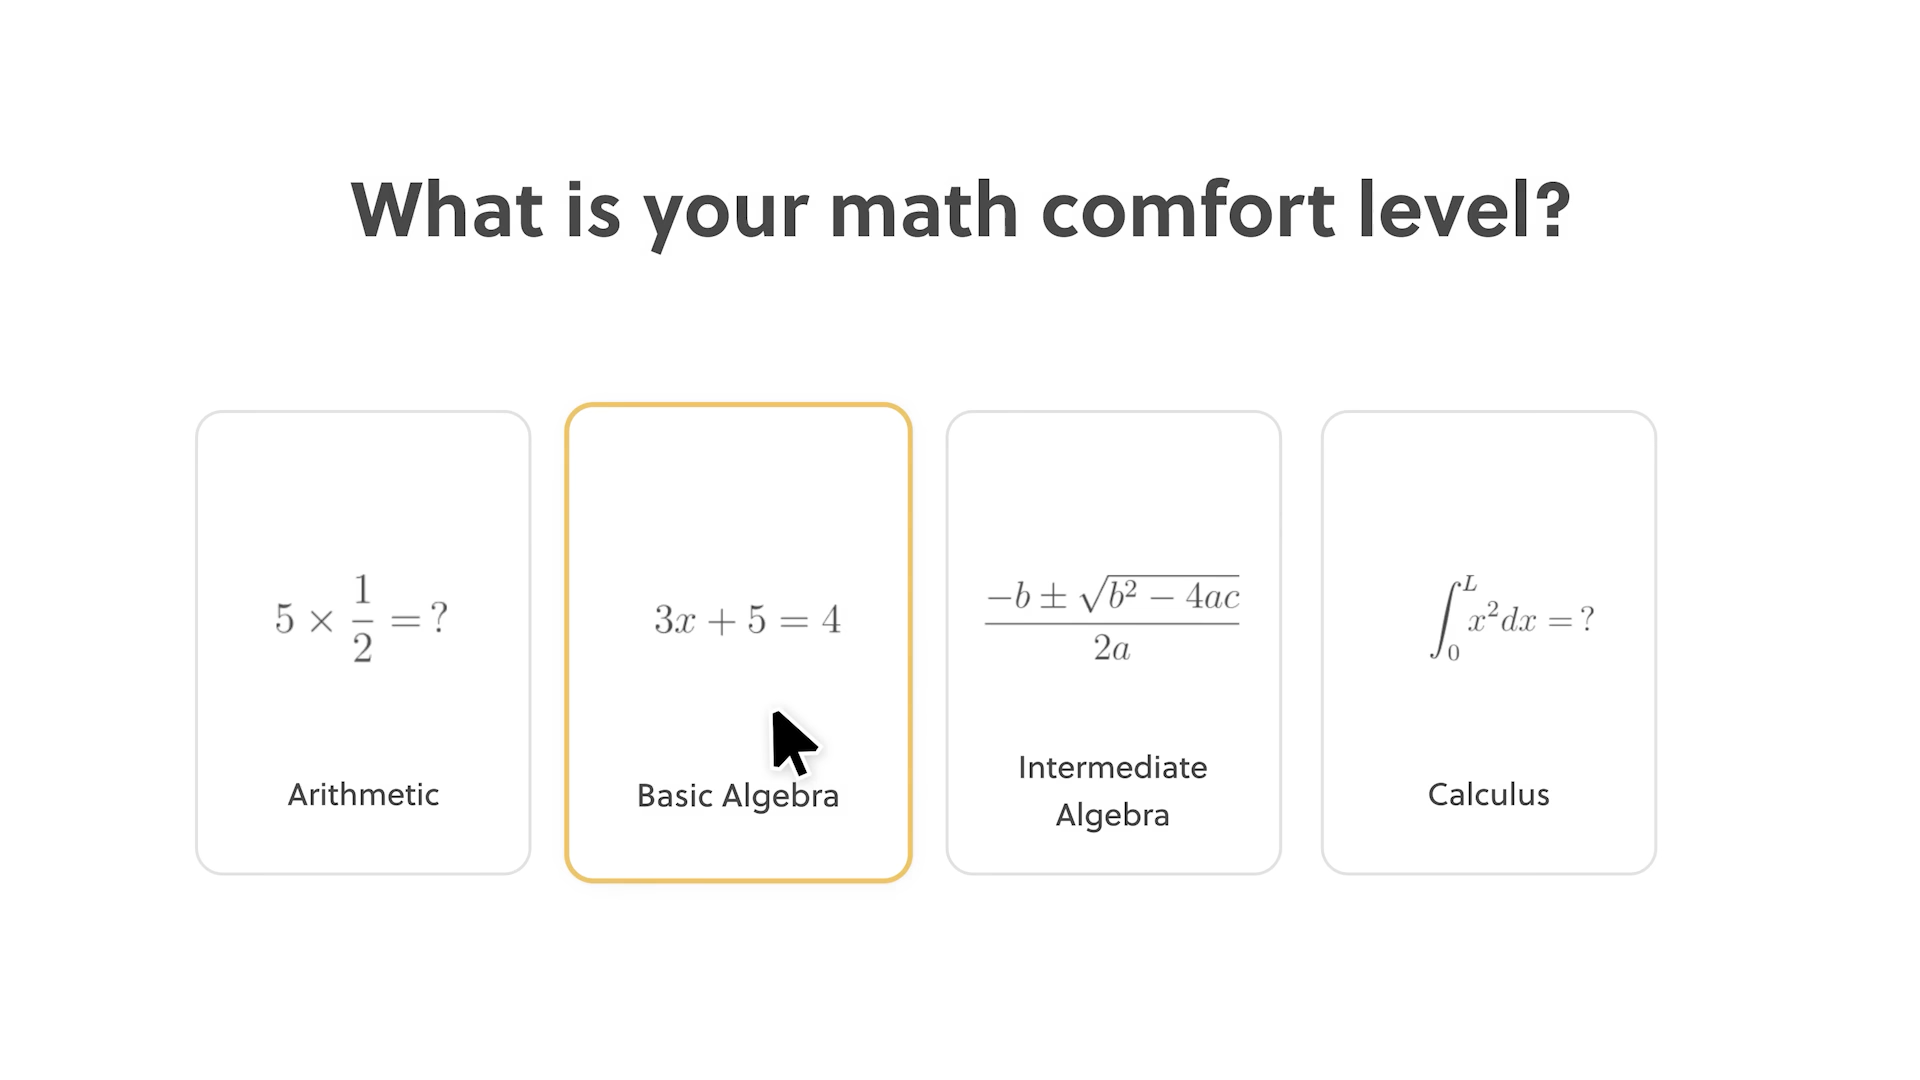 What is your math comfort level?
5 × 1/2 = ?
Arithmetic
3x + 5 = 4
Basic Algebra
−b ± √(b² − 4ac)
2a
Intermediate
Algebra
∫₀ᴸ x²dx = ?
Calculus